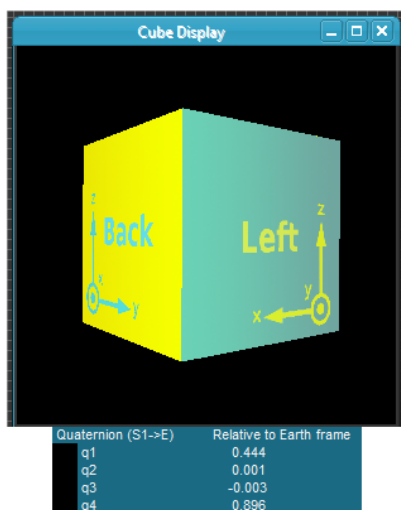 Cube Display
Back
z
x
y
Left
z
y
x
Quaternion (S1->E) Relative to Earth frame
q1 0.444
q2 0.001
q3 -0.003
q4 0.896